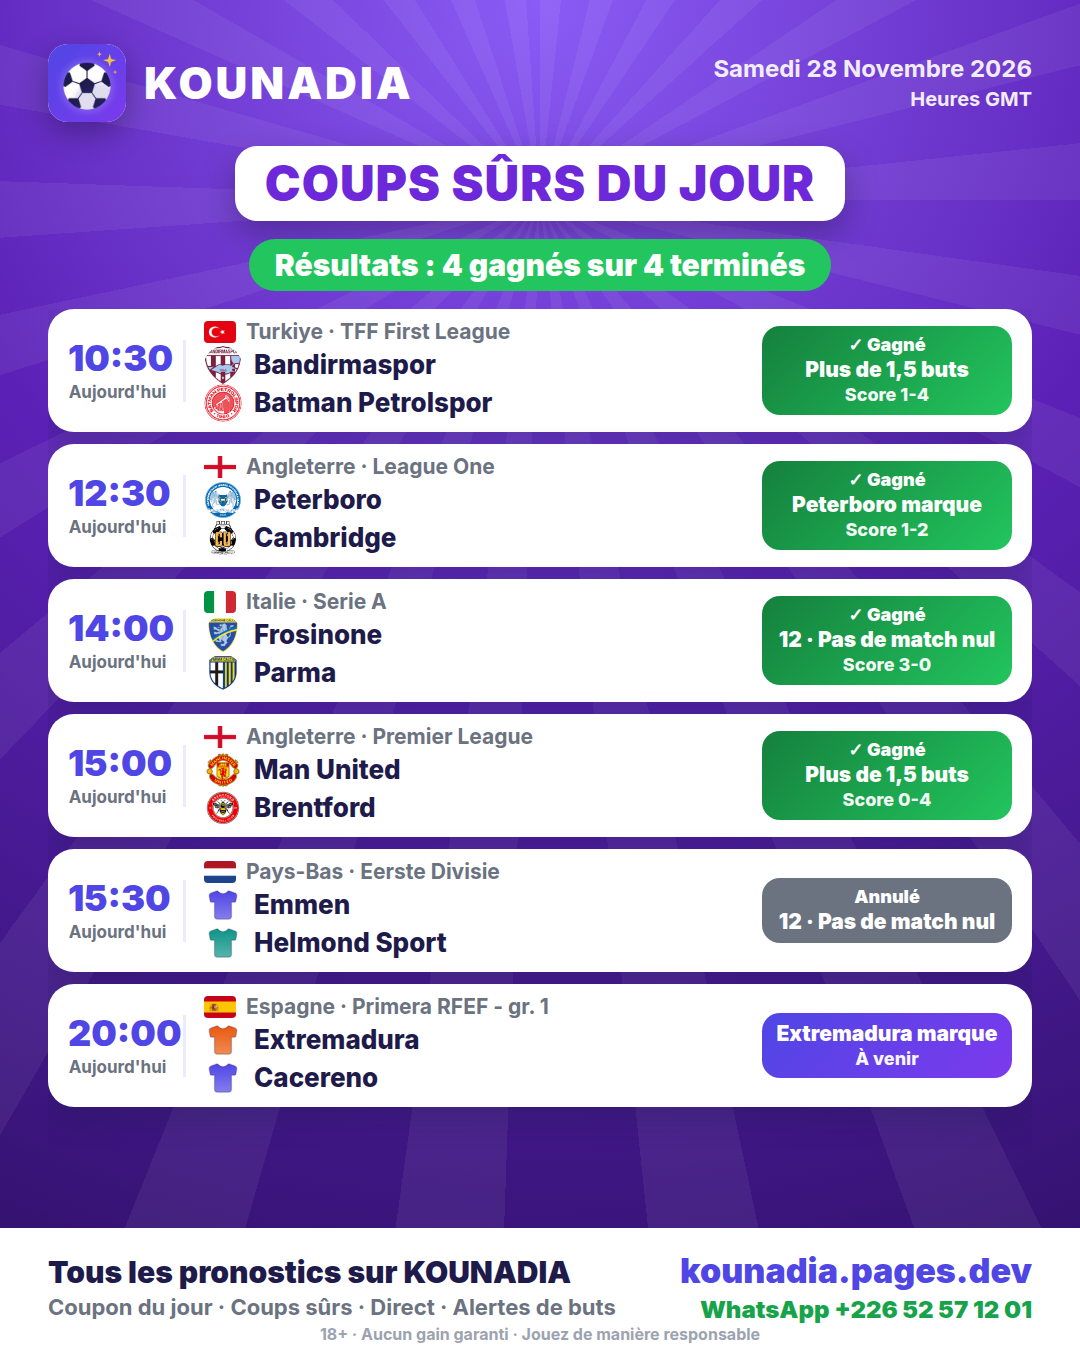 KOUNADIA
Samedi 28 Novembre 2026
Heures GMT
COUPS SÛRS DU JOUR
Résultats : 4 gagnés sur 4 terminés
10:30
Aujourd'hui
Turkiye · TFF First League
Bandirmaspor
Batman Petrolspor
✓ Gagné
Plus de 1,5 buts
Score 1-4
12:30
Aujourd'hui
Angleterre · League One
Peterboro
Cambridge
✓ Gagné
Peterboro marque
Score 1-2
14:00
Aujourd'hui
Italie · Serie A
Frosinone
Parma
✓ Gagné
12 · Pas de match nul
Score 3-0
15:00
Aujourd'hui
Angleterre · Premier League
Man United
Brentford
✓ Gagné
Plus de 1,5 buts
Score 0-4
15:30
Aujourd'hui
Pays-Bas · Eerste Divisie
Emmen
Helmond Sport
Annulé
12 · Pas de match nul
20:00
Aujourd'hui
Espagne · Primera RFEF - gr. 1
Extremadura
Cacereno
Extremadura marque
À venir
Tous les pronostics sur KOUNADIA
Coupon du jour · Coups sûrs · Direct · Alertes de buts
kounadia.pages.dev
WhatsApp +226 52 57 12 01
18+ · Aucun gain garanti · Jouez de manière responsable